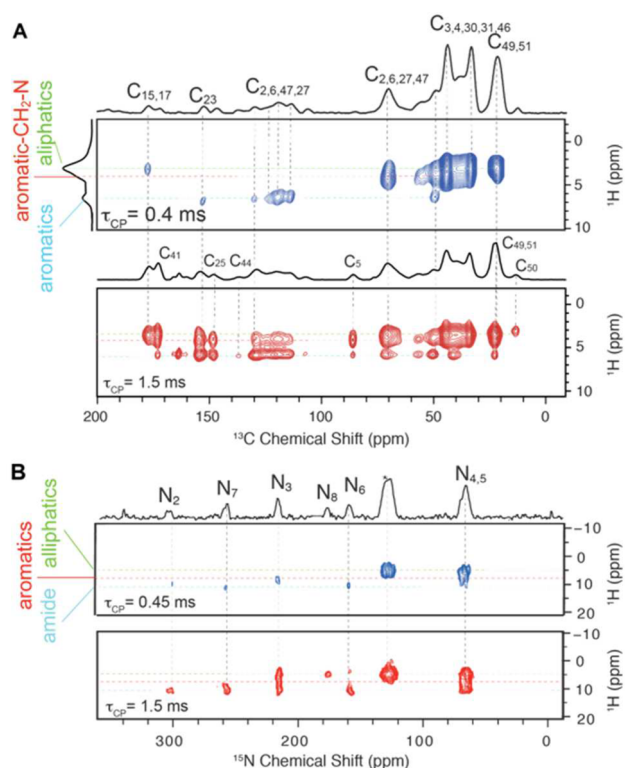 A
C3,4,30,31,46
C49,51
C15,17
C23
C2,6,47,27
C2,6,27,47
aromatic-CH2-N
aliphatics
aromatics
τCP = 0.4 ms
0
5
10
¹H (ppm)
C41
C25
C44
C5
C49,51
C50
τCP = 1.5 ms
0
5
10
¹H (ppm)
200
150
100
50
0
¹³C Chemical Shift (ppm)
B
N2
N7
N3
N8
N6
*
N4,5
alliphatics
aromatics
amide
τCP = 0.45 ms
-10
0
10
20
¹H (ppm)
τCP = 1.5 ms
-10
0
10
20
¹H (ppm)
300
200
100
0
¹⁵N Chemical Shift (ppm)